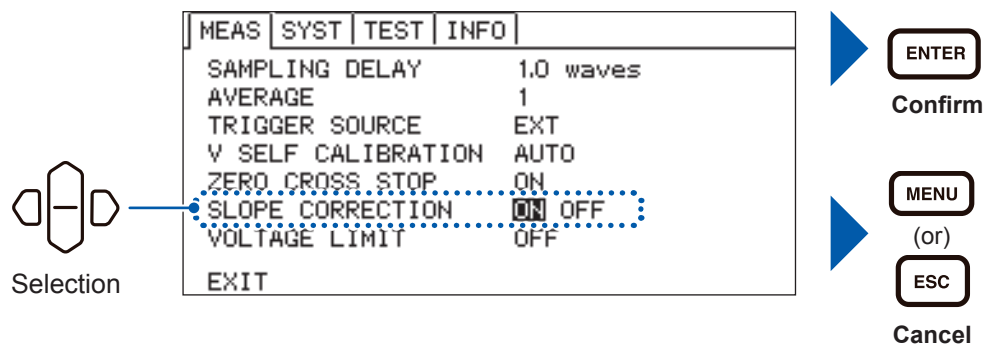 MEAS SYST TEST INFO
SAMPLING DELAY 1.0 waves
AVERAGE 1
TRIGGER SOURCE EXT
V SELF CALIBRATION AUTO
ZERO CROSS STOP ON
SLOPE CORRECTION ON OFF
VOLTAGE LIMIT OFF
EXIT
Selection
ENTER
Confirm
MENU
(or)
ESC
Cancel